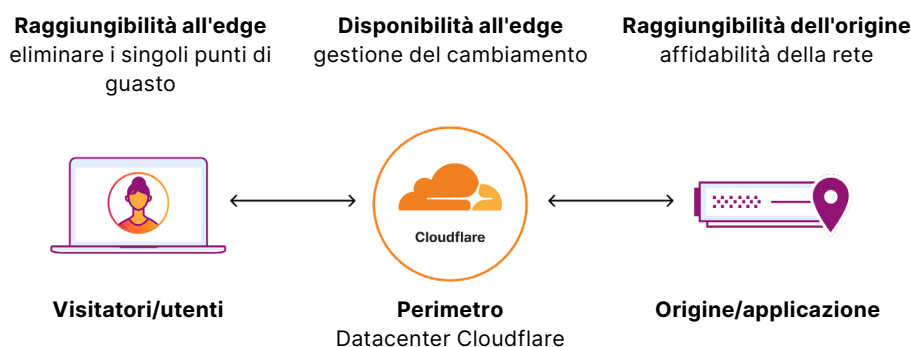 Raggiungibilità all'edge
eliminare i singoli punti di
guasto
Disponibilità all'edge
gestione del cambiamento
Raggiungibilità dell'origine
affidabilità della rete
Cloudflare
Visitatori/utenti
Perimetro
Datacenter Cloudflare
Origine/applicazione